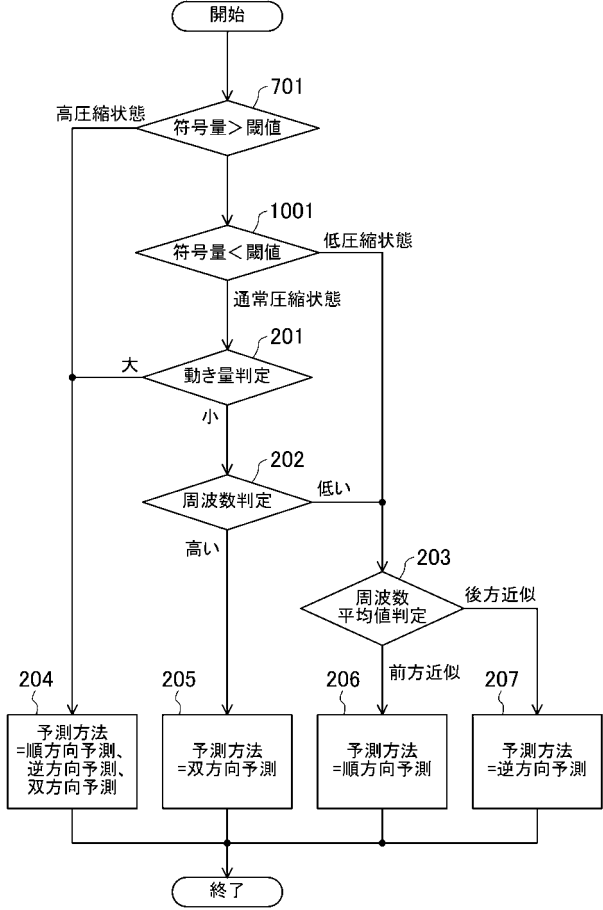 開始
701
高圧縮状態
符号量＞閾値
1001
低圧縮状態
符号量＜閾値
通常圧縮状態
201
大
動き量判定
小
202
低い
周波数判定
高い
203
周波数
平均値判定
後方近似
前方近似
204
予測方法
=順方向予測、
逆方向予測、
双方向予測
205
予測方法
=双方向予測
206
予測方法
=順方向予測
207
予測方法
=逆方向予測
終了